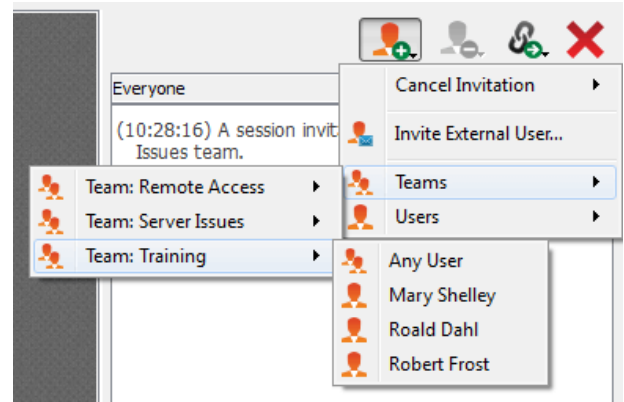 Everyone
(10:28:16) A session invit
Issues team.
Cancel Invitation
Invite External User...
Teams
Users
Team: Remote Access
Team: Server Issues
Team: Training
Any User
Mary Shelley
Roald Dahl
Robert Frost